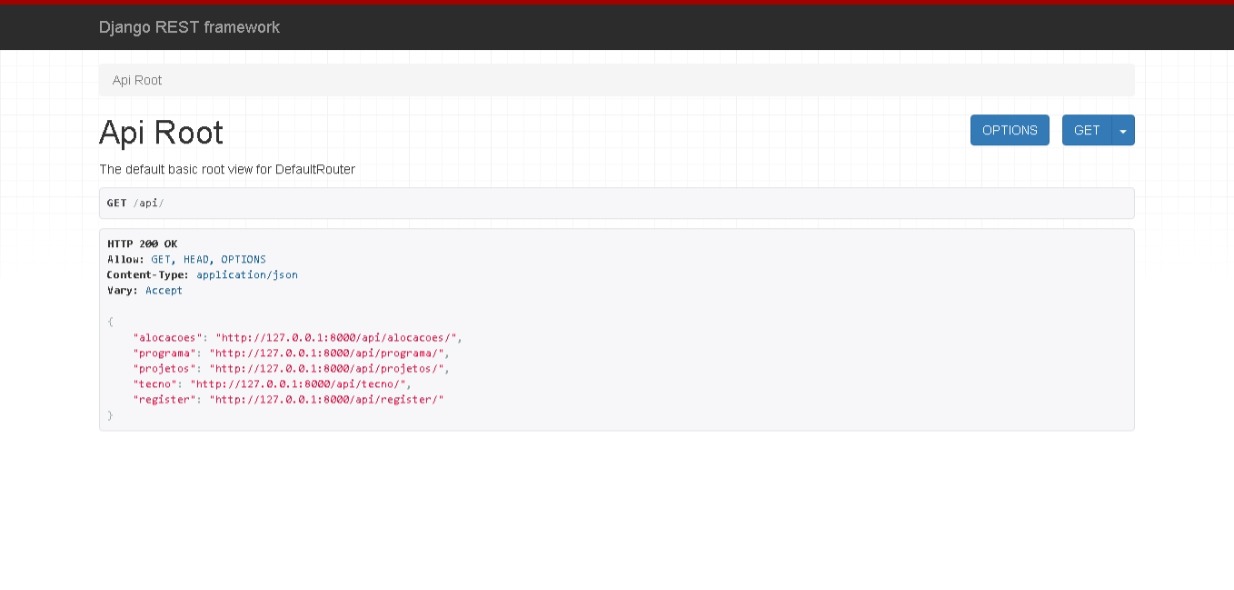 Django REST framework
Api Root
Api Root
OPTIONS GET
The default basic root view for DefaultRouter
GET /api/
HTTP 200 OK
Allow: GET, HEAD, OPTIONS
Content-Type: application/json
Vary: Accept
{
    "alocacoes": "http://127.0.0.1:8000/api/alocacoes/",
    "programa": "http://127.0.0.1:8000/api/programa/",
    "projetos": "http://127.0.0.1:8000/api/projetos/",
    "tecno": "http://127.0.0.1:8000/api/tecno/",
    "register": "http://127.0.0.1:8000/api/register/"
}